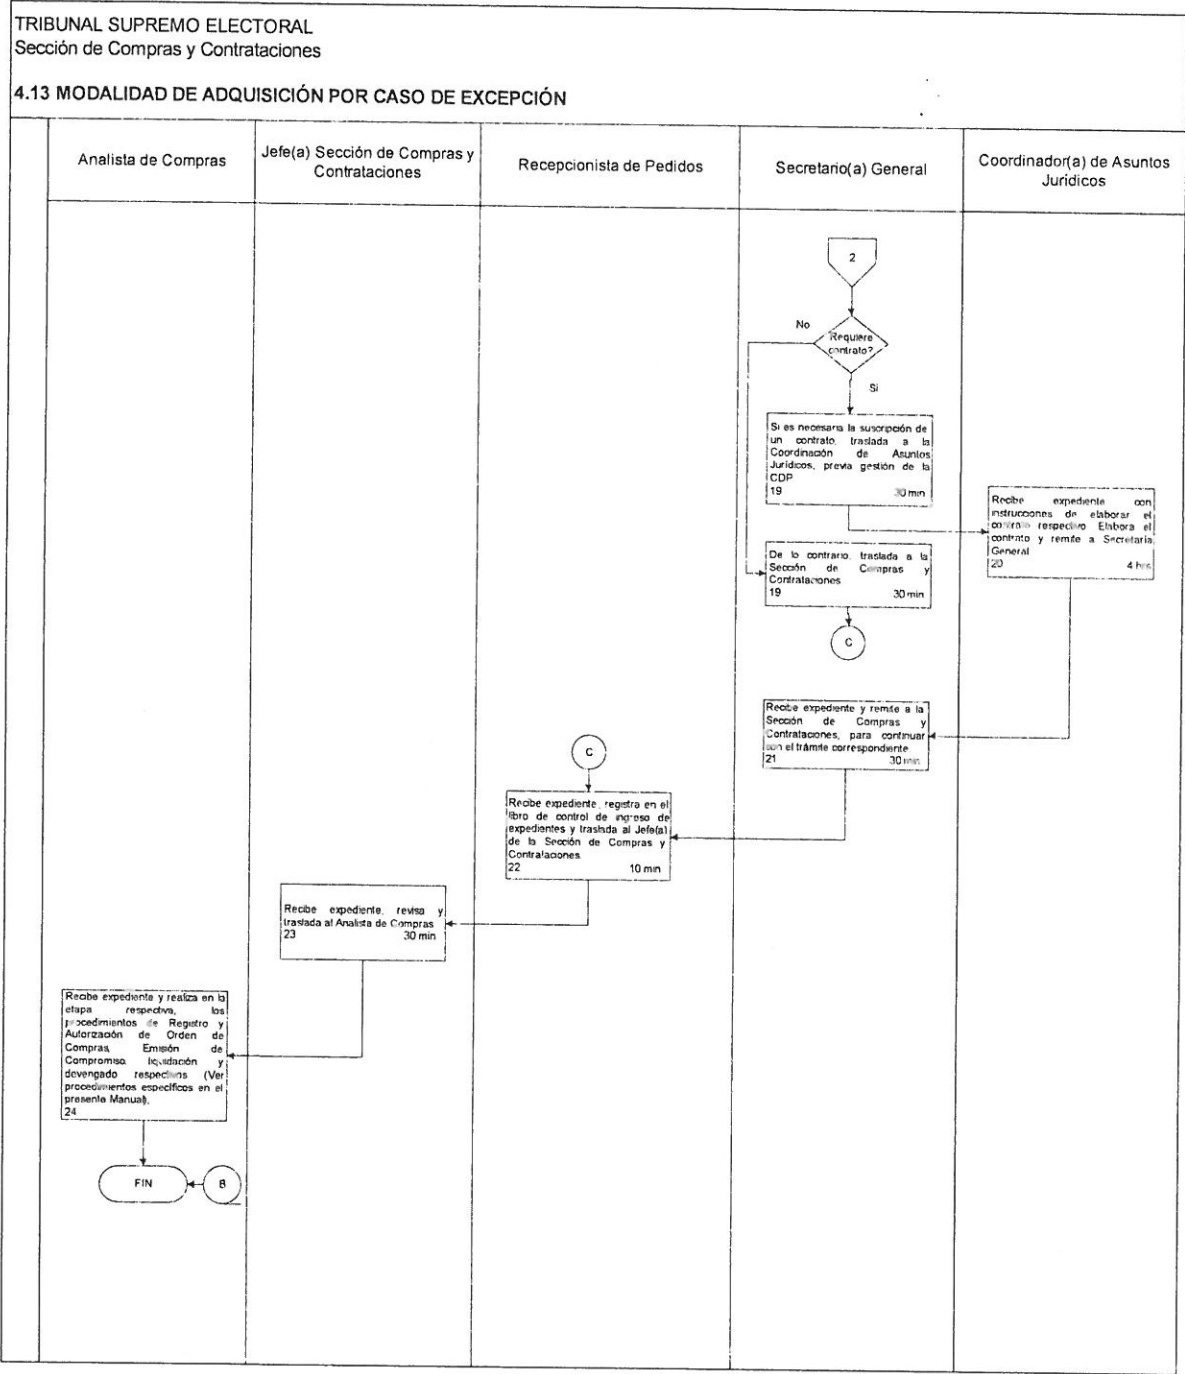 TRIBUNAL SUPREMO ELECTORAL
Sección de Compras y Contrataciones
4.13 MODALIDAD DE ADQUISICIÓN POR CASO DE EXCEPCIÓN
Analista de Compras
Jefe(a) Sección de Compras y
Contrataciones
Recepcionista de Pedidos
Secretario(a) General
Coordinador(a) de Asuntos
Jurídicos
2
No
Requiere
contrato?
Si
Si es necesaria la suscripción de
un contrato, traslada a la
Coordinación de Asuntos
Jurídicos, previa gestión de la
CDP
19 30 min
Recibe expediente con
instrucciones de elaborar el
contrato respectivo Elabora el
contrato y remite a Secretaria
General
20 4 hrs
De lo contrario, traslada a la
Sección de Compras y
Contrataciones
19 30 min
C
Recibe expediente y remite a la
Sección de Compras y
Contrataciones, para continuar
con el trámite correspondiente
21 30 min
C
Recibe expediente, registra en el
libro de control de ingreso de
expedientes y traslada al Jefe(a)
de la Sección de Compras y
Contrataciones
22 10 min
Recibe expediente, revisa y
traslada al Analista de Compras
23 30 min
Recibe expediente y realiza en la
etapa respectiva, los
procedimientos de Registro y
Autorización de Orden de
Compras, Emisión de
Compromiso, liquidación y
devengado respectivos (Ver
procedimientos específicos en el
presente Manual).
24
FIN
B